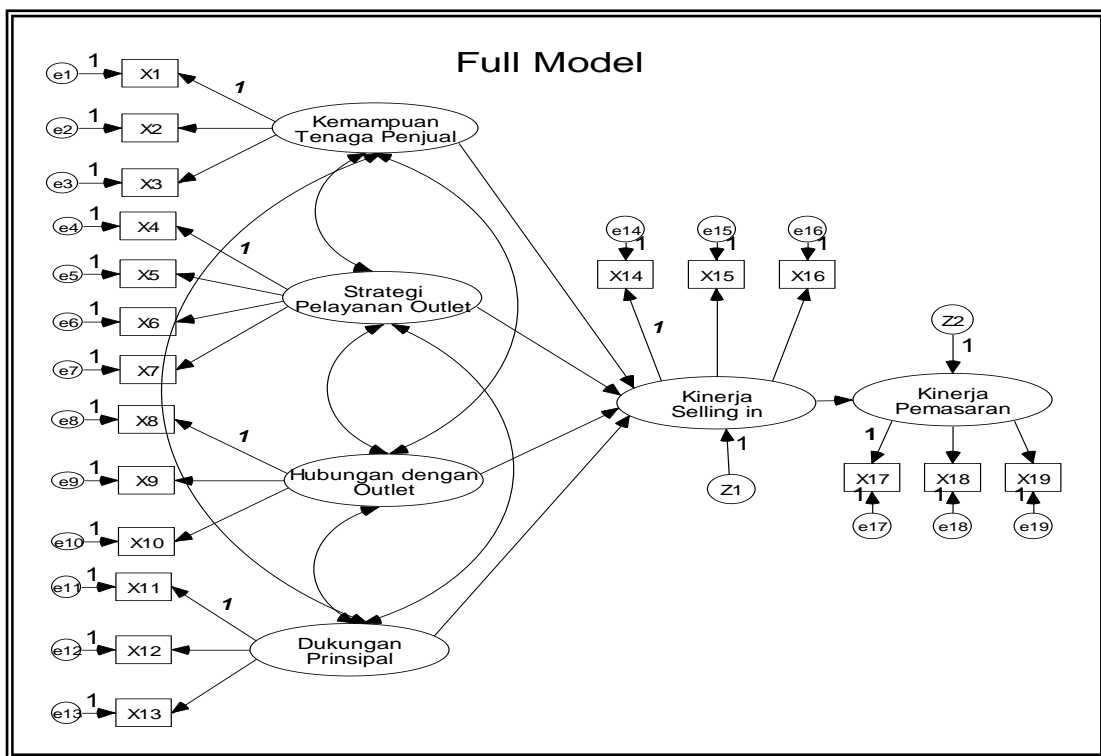 Full Model
e1
1
X1
1
e2
1
X2
e3
1
X3
Kemampuan
Tenaga Penjual
e4
1
X4
1
e5
1
X5
e6
1
X6
e7
1
X7
Strategi
Pelayanan Outlet
e8
1
X8
1
e9
1
X9
e10
1
X10
Hubungan dengan
Outlet
e11
1
X11
1
e12
1
X12
e13
1
X13
Dukungan
Prinsipal
e14
1
X14
e15
1
X15
e16
1
X16
1
Kinerja
Selling in
1
Z1
Z2
1
Kinerja
Pemasaran
1
X17
X18
X19
1
1
1
e17
e18
e19